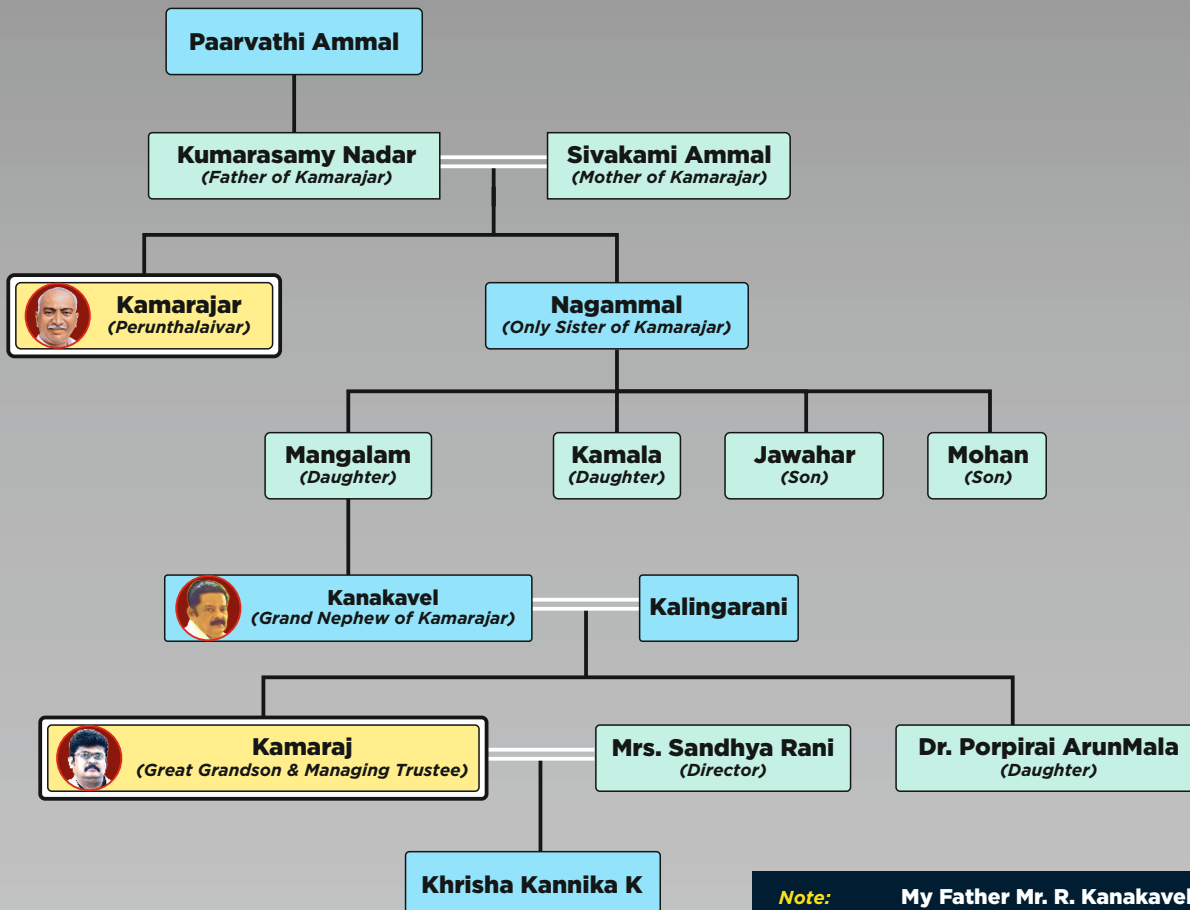 Paarvathi Ammal
Kumarasamy Nadar
(Father of Kamarajar)
Sivakami Ammal
(Mother of Kamarajar)
Kamarajar
(Perunthalaivar)
Nagammal
(Only Sister of Kamarajar)
Mangalam
(Daughter)
Kamala
(Daughter)
Jawahar
(Son)
Mohan
(Son)
Kanakavel
(Grand Nephew of Kamarajar)
Kalingarani
Kamaraj
(Great Grandson & Managing Trustee)
Mrs. Sandhya Rani
(Director)
Dr. Porpirai ArunMala
(Daughter)
Khrisha Kannika K
Note: My Father Mr. R. Kanakavel